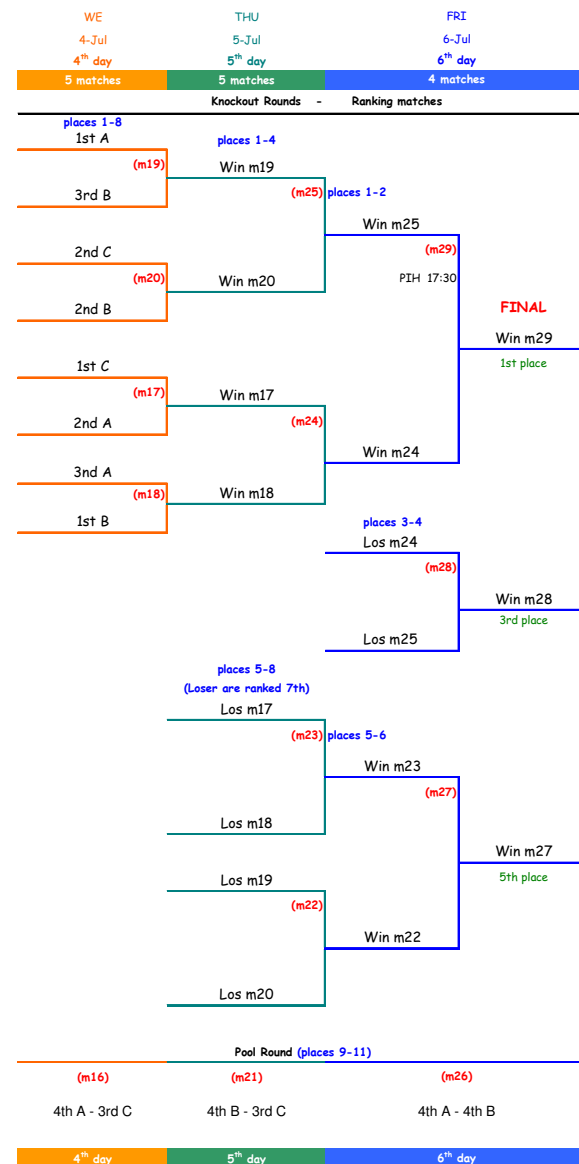 WE THU FRI
4-Jul 5-Jul 6-Jul
4th day 5th day 6th day
5 matches 5 matches 4 matches
Knockout Rounds - Ranking matches
places 1-8
1st A places 1-4
(m19) Win m19
3rd B (m25) places 1-2
Win m25
2nd C (m29)
(m20) Win m20 PIH 17:30
2nd B FINAL
Win m29
1st C 1st place
(m17) Win m17
2nd A (m24)
Win m24
3nd A
(m18) Win m18
1st B places 3-4
Los m24
(m28)
Win m28
3rd place
Los m25
places 5-8
(Loser are ranked 7th)
Los m17
(m23) places 5-6
Win m23
(m27)
Los m18
Win m27
5th place
Los m19
(m22)
Win m22
Los m20
Pool Round (places 9-11)
(m16) (m21) (m26)
4th A - 3rd C 4th B - 3rd C 4th A - 4th B
4th day 5th day 6th day